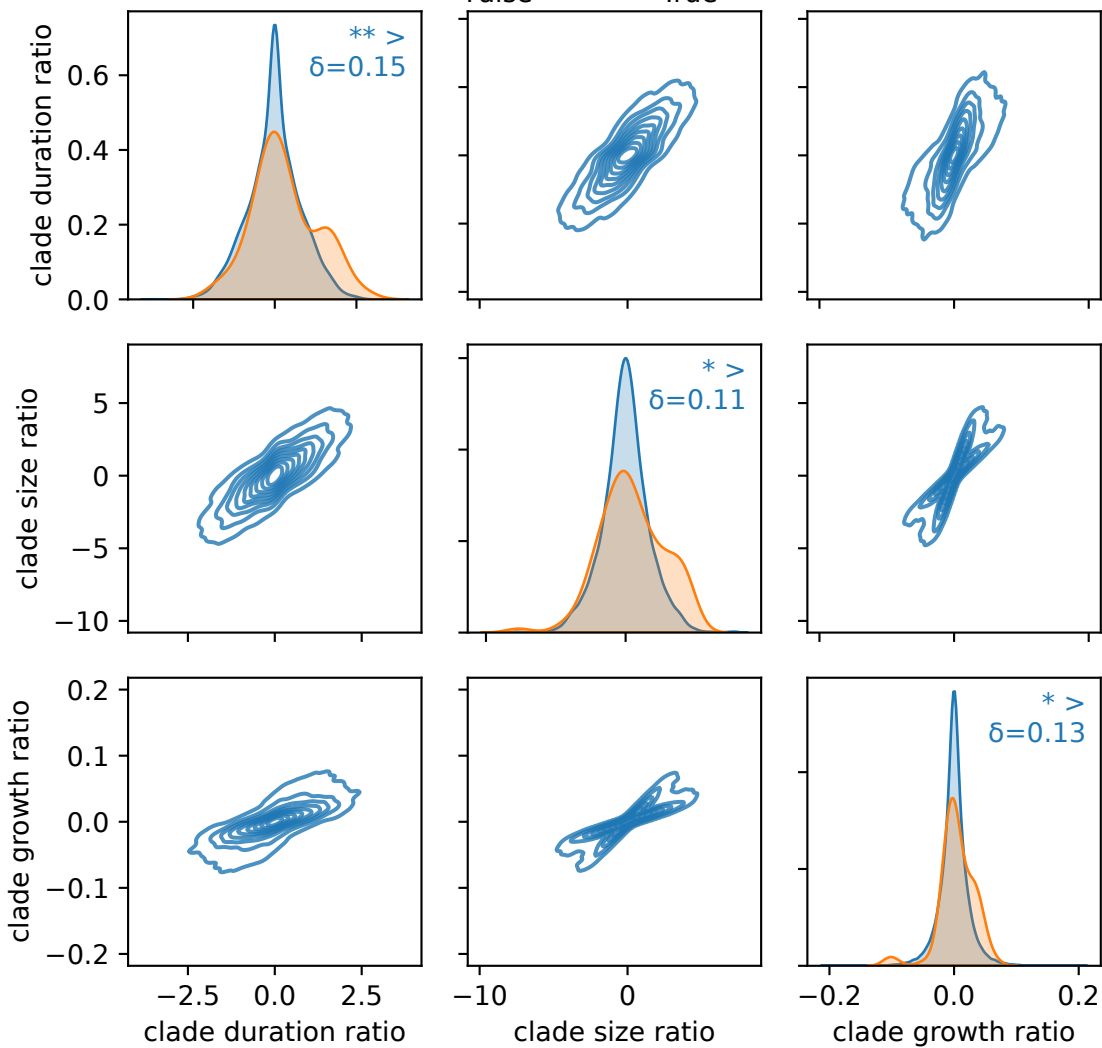 False True
clade duration ratio
0.6
0.4
0.2
0.0
** >
δ=0.15
clade size ratio
5
0
−5
−10
* >
δ=0.11
clade growth ratio
0.2
0.1
0.0
−0.1
−0.2
* >
δ=0.13
−2.5 0.0 2.5
−10 0
−0.2 0.0 0.2
clade duration ratio
clade size ratio
clade growth ratio